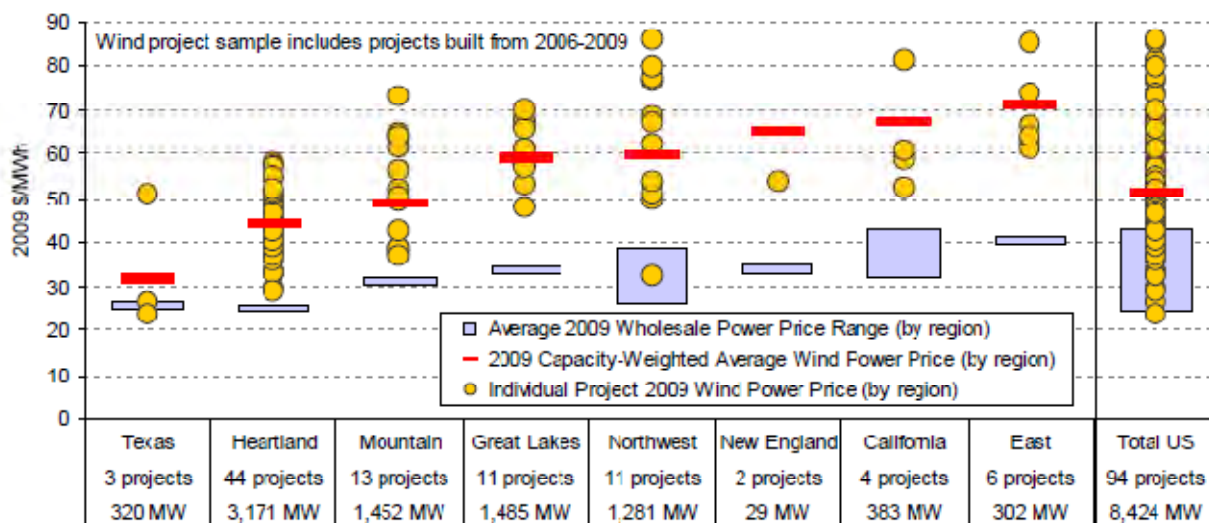 90
Wind project sample includes projects built from 2006-2009
80
70
60
50
40
30
20
10
0
2009 $/MWh
Average 2009 Wholesale Power Price Range (by region)
2009 Capacity-Weighted Average Wind Power Price (by region)
Individual Project 2009 Wind Power Price (by region)
Texas Heartland Mountain Great Lakes Northwest New England California East Total US
3 projects 44 projects 13 projects 11 projects 11 projects 2 projects 4 projects 6 projects 94 projects
320 MW 3,171 MW 1,452 MW 1,485 MW 1,281 MW 29 MW 383 MW 302 MW 8,424 MW